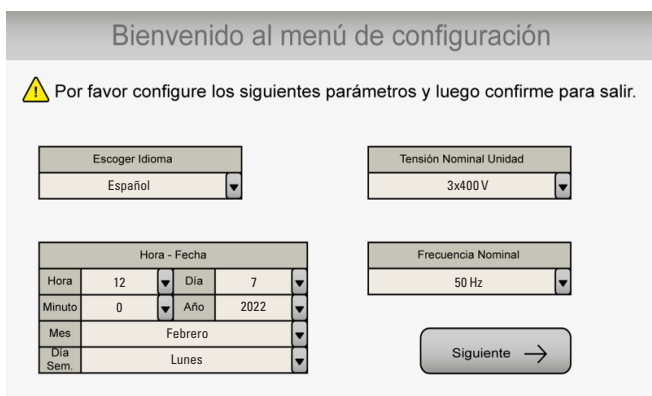 Bienvenido al menú de configuración
Por favor configure los siguientes parámetros y luego confirme para salir.
Escoger Idioma
Español
Tensión Nominal Unidad
3x400 V
Hora - Fecha
Hora 12 Día 7
Minuto 0 Año 2022
Mes Febrero
Día Sem. Lunes
Frecuencia Nominal
50 Hz
Siguiente